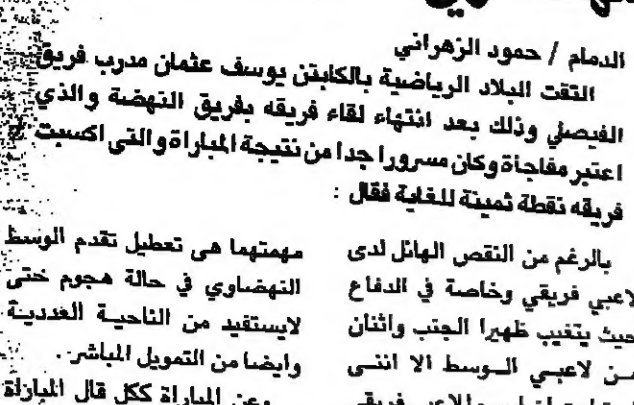 الدمام / حمود الزهراني
التقت البلاد الرياضية بالكابتن يوسف عثمان مدرب فريق
الفيصلي وذلك بعد انتهاء لقاء فريقه بفريق النهضة والذي
اعتبر مفاجأة وكان مسرورا جدا من نتيجة المباراة والتي اكسبت
فريقه نقطة ثمينة للغاية فقال :
بالرغم من النقص الهائل لدى
لاعبي فريقي وخاصة في الدفاع
حيث يتغيب ظهيرا الجنب واثنان
من لاعبي الوسط الا انني
فريقي
مهمتهما هى تعطيل تقدم الوسط
النهضاوي في حالة هجوم حتى
لايستفيد من الناحية العددية
وايضا من التمويل المباشر .
وعن المباراة ككل قال المباراة